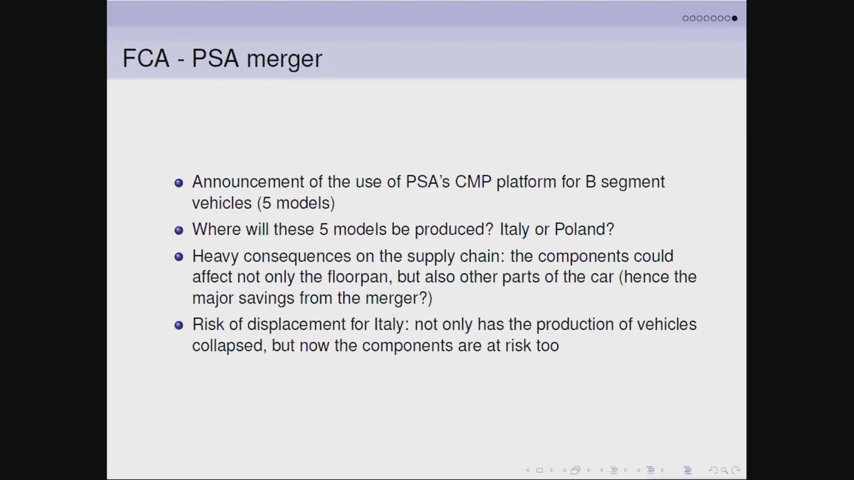 FCA - PSA merger
Announcement of the use of PSA's CMP platform for B segment
vehicles (5 models)
Where will these 5 models be produced? Italy or Poland?
Heavy consequences on the supply chain: the components could
affect not only the floorpan, but also other parts of the car (hence the
major savings from the merger?)
Risk of displacement for Italy: not only has the production of vehicles
collapsed, but now the components are at risk too